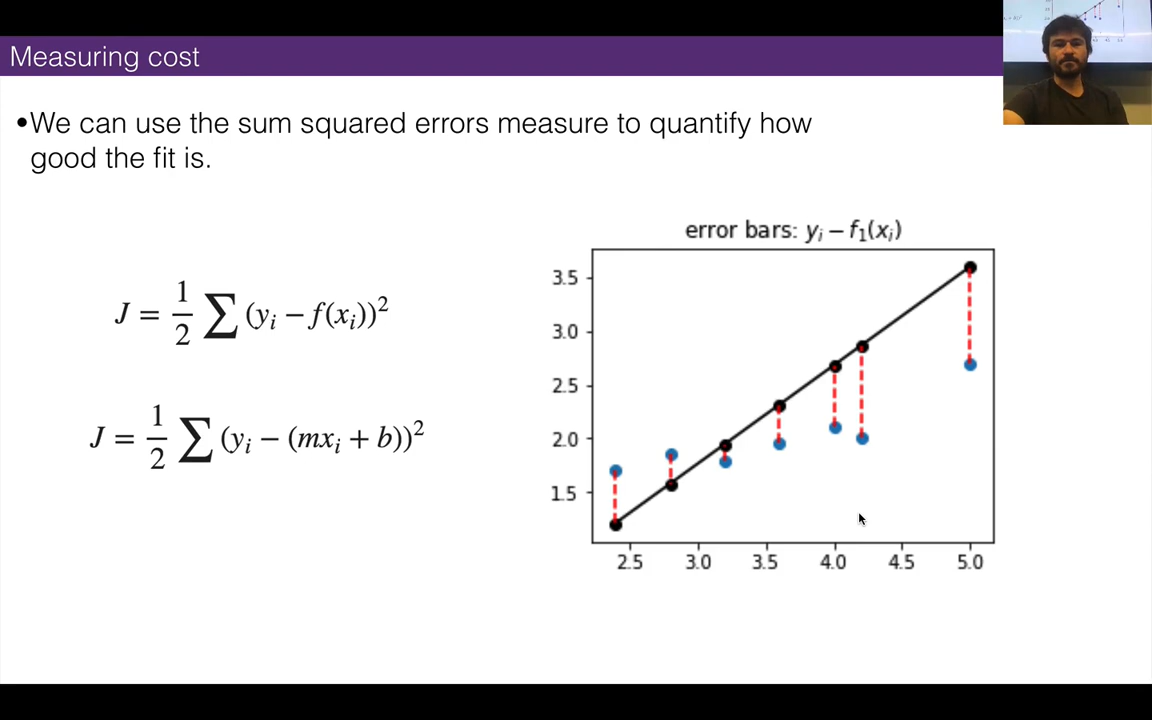 Measuring cost
•We can use the sum squared errors measure to quantify how
good the fit is.
J = 1/2 ∑ (yᵢ − f(xᵢ))²
J = 1/2 ∑ (yᵢ − (mxᵢ + b))²
error bars: yᵢ − f₁(xᵢ)
3.5
3.0
2.5
2.0
1.5
2.5 3.0 3.5 4.0 4.5 5.0